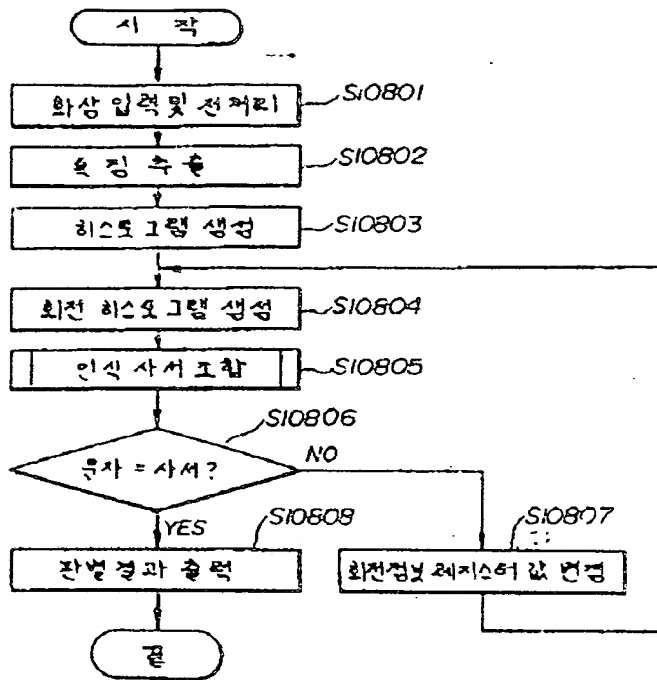 시 작
화상 입력 및 전처리
S10801
특징 추출
S10802
히스토그램 생성
S10803
회전 히스토그램 생성
S10804
인식 사서 조합
S10805
S10806
문자 = 사서?
NO
YES
S10808
S10807
판별 결과 출력
회전 레지스터 값 변경
끝